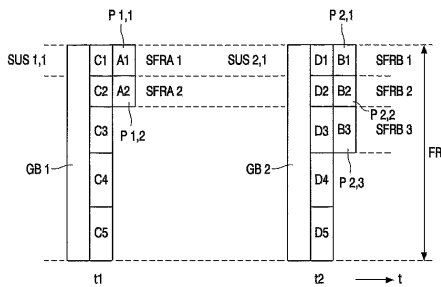 P 1,1 P 2,1
SUS 1,1 C1 A1 SFRA 1 SUS 2,1 D1 B1 SFRB 1
C2 A2 SFRA 2 D2 B2 SFRB 2
P 2,2
C3 P 1,2 D3 B3 SFRB 3
GB 1 C4 GB 2 D4 P 2,3 FR
C5 D5
t1 t2 t